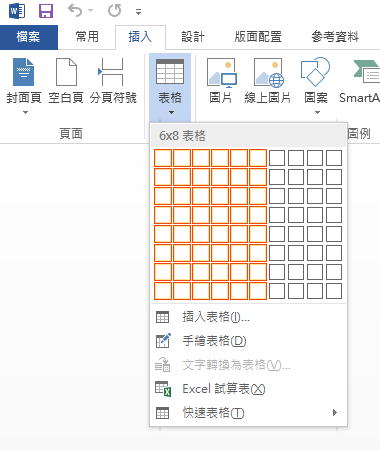 檔案 常用 插入 設計 版面配置 參考資料
封面頁 空白頁 分頁符號 表格 圖片 線上圖片 圖案 SmartA
頁面 圖例
6x8 表格
插入表格(I)...
手繪表格(D)
文字轉換為表格(V)...
Excel 試算表(X)
快速表格(T)